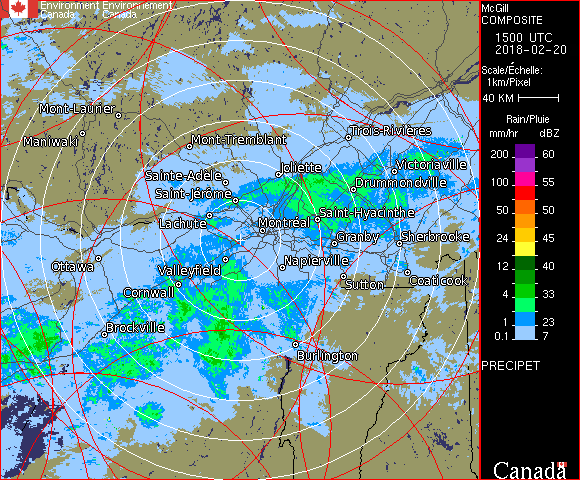 Environment Environnement
Canada Canada
McGill
COMPOSITE
1500 UTC
2018-02-20
Scale/Échelle:
1km/Pixel
40 KM
Rain/Pluie
mm/hr dBZ
200 60
100 55
50 50
24 45
12 40
4 33
1 23
0.1 7
PRECIPET
Canada
Mont-Laurier
Maniwaki
Mont-Tremblant
Trois-Rivières
Sainte-Adèle
Joliette
Victoriaville
Saint-Jérôme
Drummondville
Lachute
Montréal
Saint-Hyacinthe
Granby
Sherbrooke
Ottawa
Valleyfield
Napierville
Cornwall
Sutton
Coaticook
Brockville
Burlington